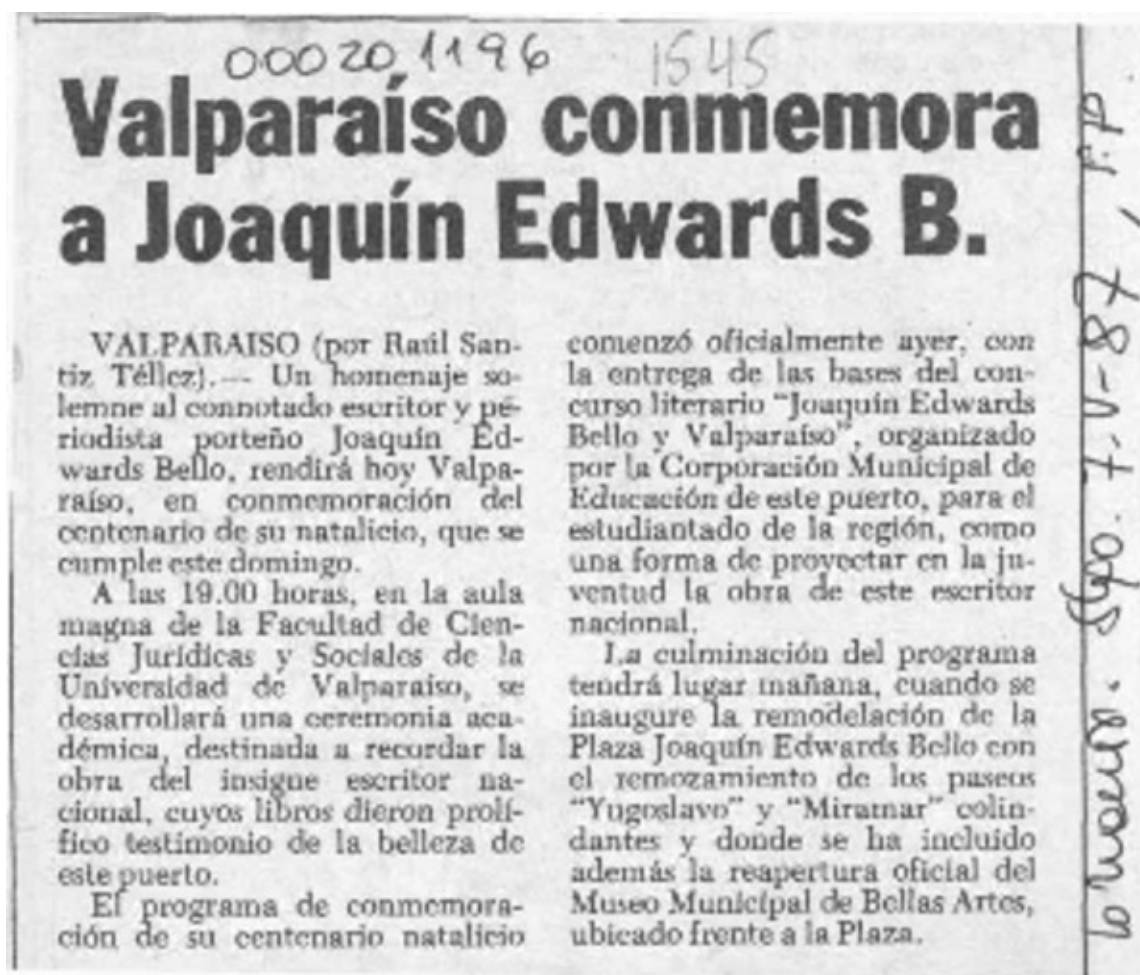 000201196 1545
Valparaíso conmemora
a Joaquín Edwards B.
VALPARAISO (por Raúl San-
tiz Téllez).— Un homenaje so-
lemne al connotado escritor y pe-
riodista porteño Joaquín Ed-
wards Bello, rendirá hoy Valpa-
raíso, en conmemoración del
centenario de su natalicio, que se
cumple este domingo.
A las 19.00 horas, en la aula
magna de la Facultad de Cien-
cias Jurídicas y Sociales de la
Universidad de Valparaíso, se
desarrollará una ceremonia aca-
démica, destinada a recordar la
obra del insigne escritor na-
cional, cuyos libros dieron prolí-
fico testimonio de la belleza de
este puerto.
El programa de conmemora-
ción de su centenario natalicio
comenzó oficialmente ayer, con
la entrega de las bases del con-
curso literario "Joaquín Edwards
Bello y Valparaíso", organizado
por la Corporación Municipal de
Educación de este puerto, para el
estudiantado de la región, como
una forma de proyectar en la ju-
ventud la obra de este escritor
nacional.
La culminación del programa
tendrá lugar mañana, cuando se
inaugure la remodelación de la
Plaza Joaquín Edwards Bello con
el remozamiento de los paseos
"Yugoslavo" y "Miramar" colin-
dantes y donde se ha incluído
además la reapertura oficial del
Museo Municipal de Bellas Artes,
ubicado frente a la Plaza.
Stgo. 7-V-87,